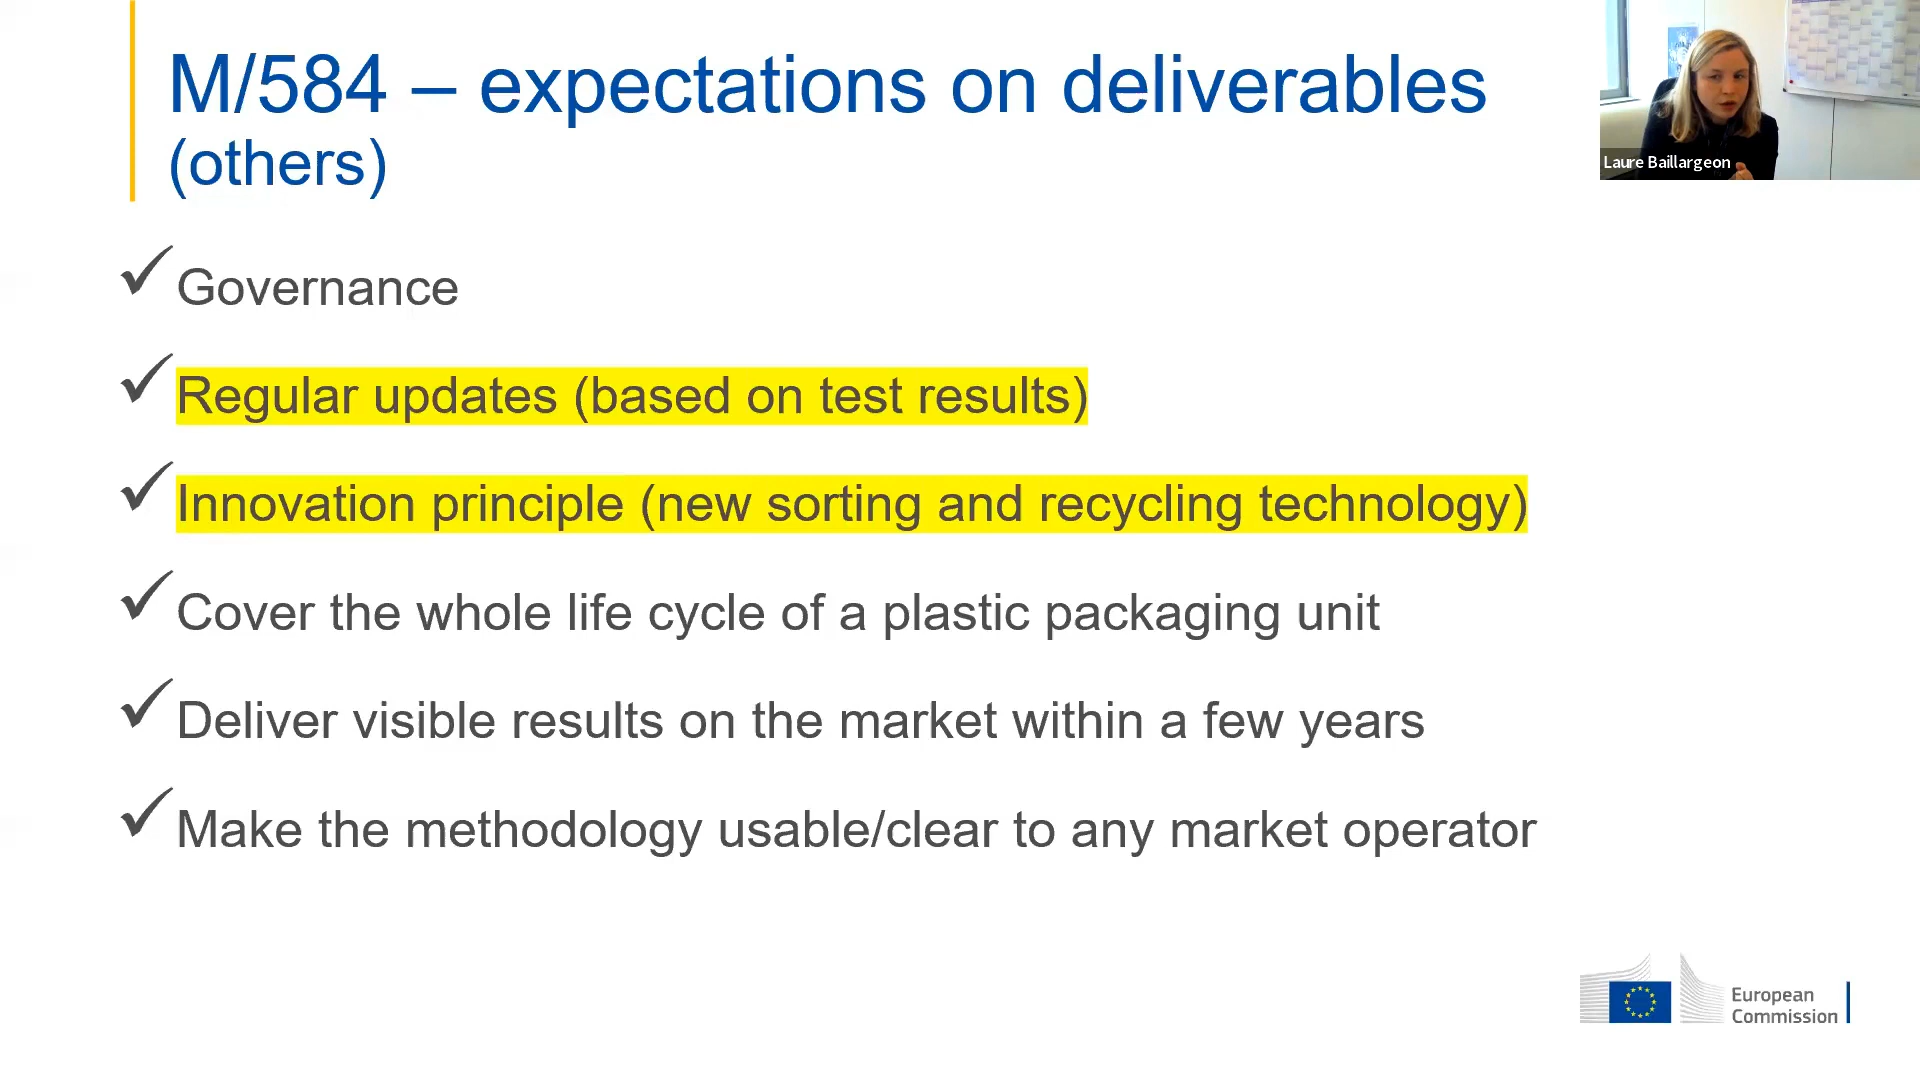 M/584 – expectations on deliverables
(others)
Laure Baillargeon
Governance
Regular updates (based on test results)
Innovation principle (new sorting and recycling technology)
Cover the whole life cycle of a plastic packaging unit
Deliver visible results on the market within a few years
Make the methodology usable/clear to any market operator
European
Commission